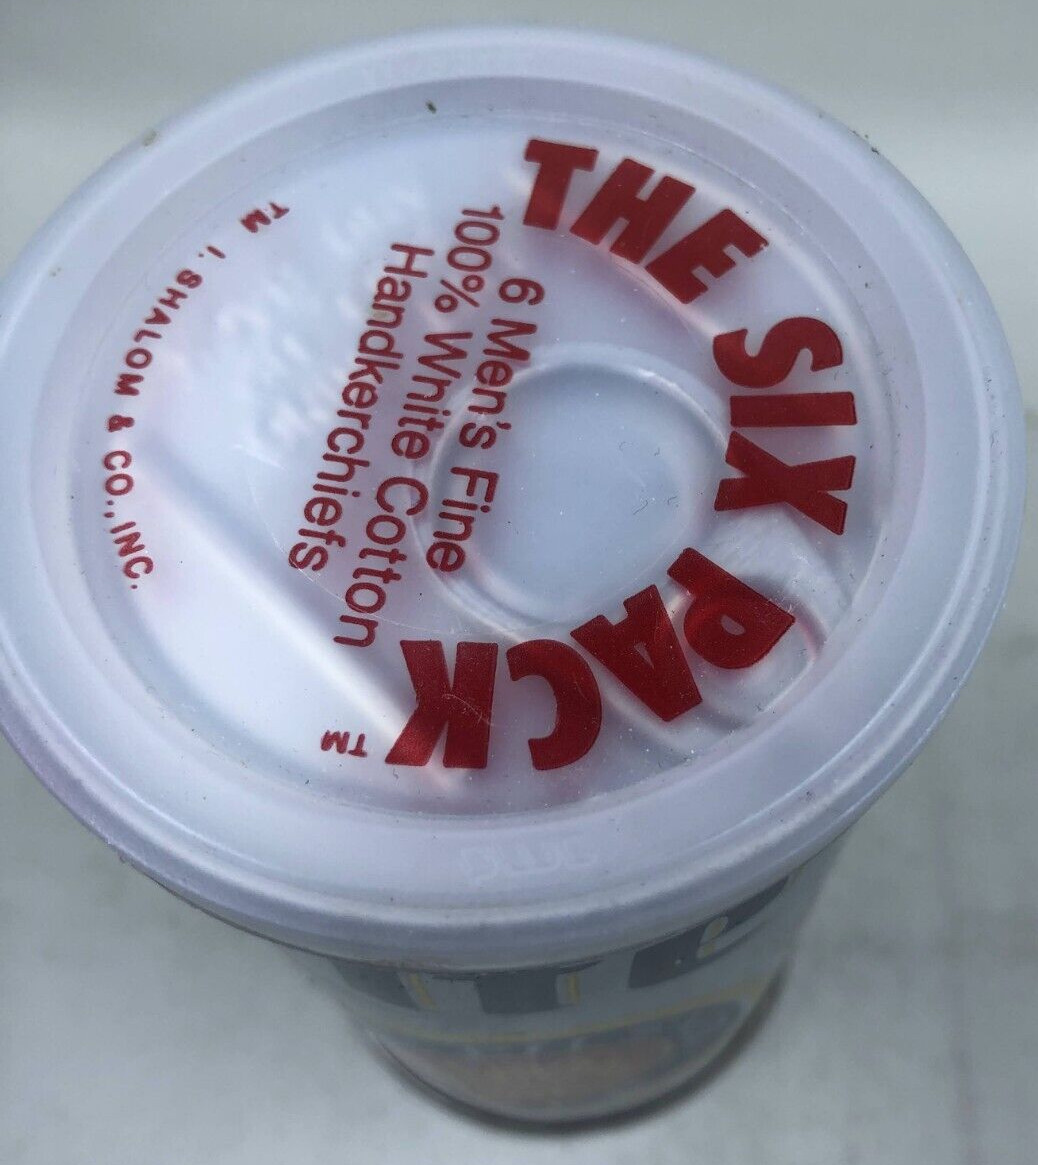 THE SIX PACK ™
6 Men's Fine
100% White Cotton
Handkerchiefs
™ I. SHALOM & CO., INC.